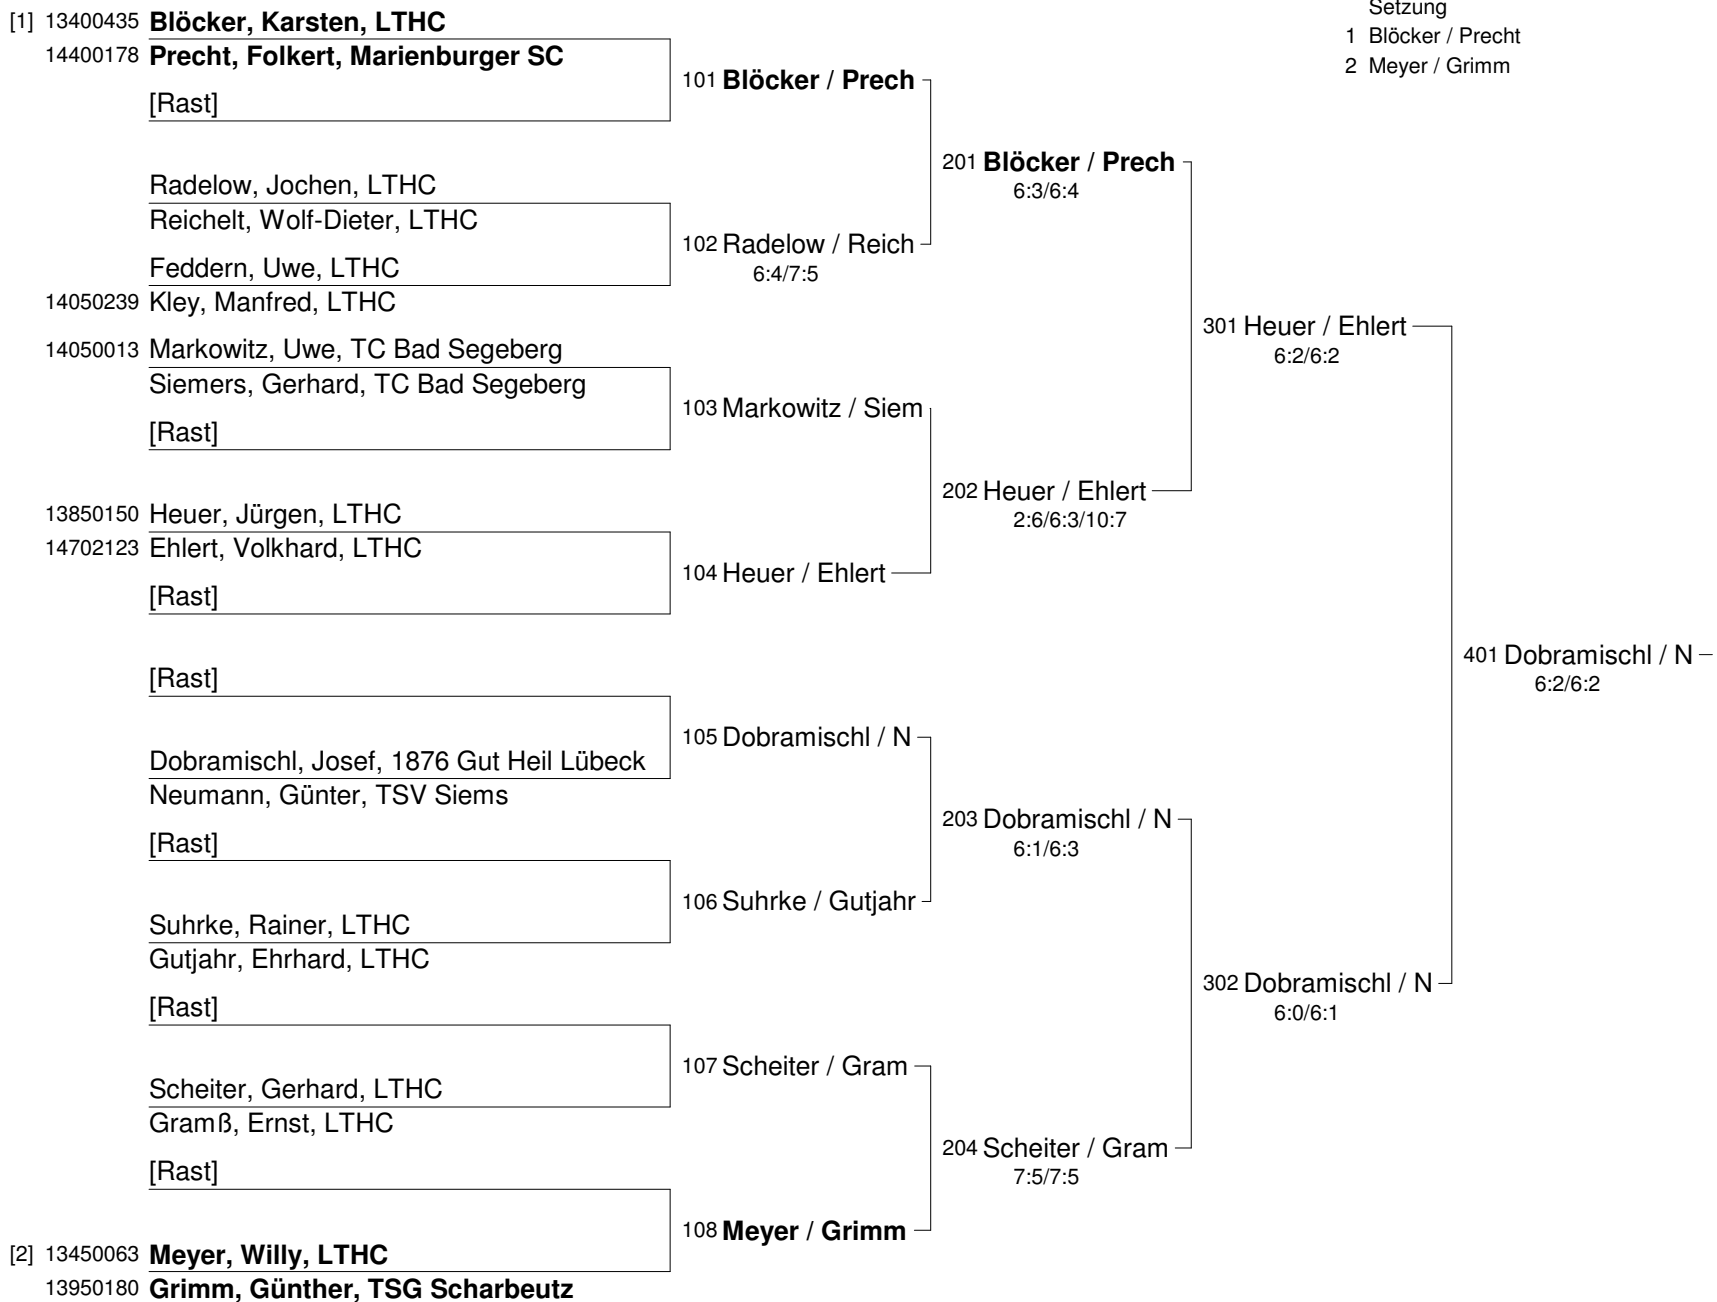 Setzung
1 Blöcker / Precht
2 Meyer / Grimm
[1] 13400435 Blöcker, Karsten, LTHC
14400178 Precht, Folkert, Marienburger SC
[Rast]
Radelow, Jochen, LTHC
Reichelt, Wolf-Dieter, LTHC
Feddern, Uwe, LTHC
14050239 Kley, Manfred, LTHC
14050013 Markowitz, Uwe, TC Bad Segeberg
Siemers, Gerhard, TC Bad Segeberg
[Rast]
13850150 Heuer, Jürgen, LTHC
14702123 Ehlert, Volkhard, LTHC
[Rast]
[Rast]
Dobramischl, Josef, 1876 Gut Heil Lübeck
Neumann, Günter, TSV Siems
[Rast]
Suhrke, Rainer, LTHC
Gutjahr, Ehrhard, LTHC
[Rast]
Scheiter, Gerhard, LTHC
Gramß, Ernst, LTHC
[Rast]
[2] 13450063 Meyer, Willy, LTHC
13950180 Grimm, Günther, TSG Scharbeutz
101 Blöcker / Prech
102 Radelow / Reich
6:4/7:5
103 Markowitz / Siem
104 Heuer / Ehlert
105 Dobramischl / N
106 Suhrke / Gutjahr
107 Scheiter / Gram
108 Meyer / Grimm
201 Blöcker / Prech
6:3/6:4
202 Heuer / Ehlert
2:6/6:3/10:7
203 Dobramischl / N
6:1/6:3
204 Scheiter / Gram
7:5/7:5
301 Heuer / Ehlert
6:2/6:2
302 Dobramischl / N
6:0/6:1
401 Dobramischl / N
6:2/6:2